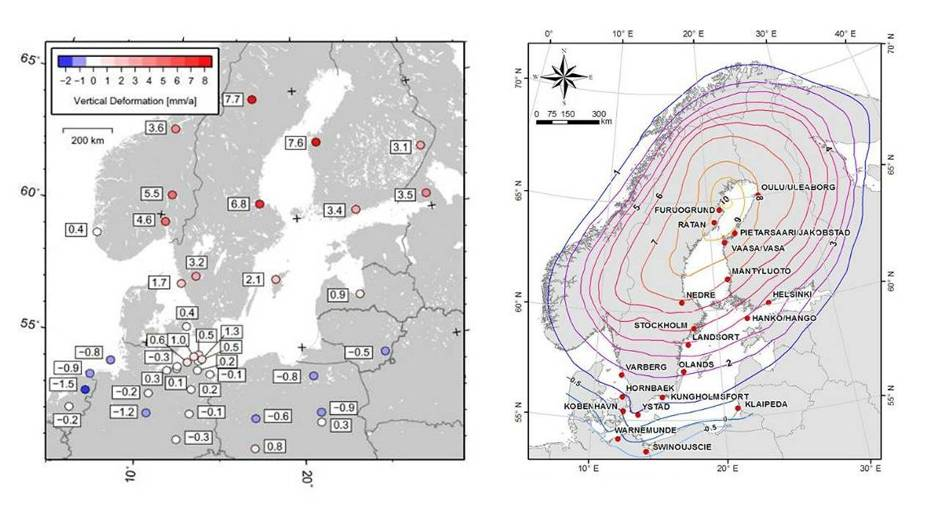 65°
60°
55°
−2 −1 0 1 2 3 4 5 6 7 8
Vertical Deformation [mm/a]
200 km
7.7
3.6
7.6
3.1
5.5
3.5
4.6
6.8
3.4
0.4
3.2
1.7
2.1
0.9
0.4
1.3
0.6
1.0
0.5
0.5
−0.8
−0.3
0.2
−0.5
−0.9
−0.1
−0.8
−1.5
0.3
0.1
−0.2
0.2
−0.2
−1.2
−0.1
−0.6
−0.9
0.3
−0.3
0.8
10°
20°
0° 10° E 20° E 30° E 40° E
70° N
70° N
N
W
E
S
0 75 150 300
km
65° N
65° N
60° N
60° N
55° N
55° N
1
5
6
7
4
3
8
9
10
2
-0.5
0
-0.5
OULU/ULEABORG
FURUOGRUND
RATAN
PIETARSAARI/JAKOBSTAD
VAASA/VASA
MANTYLUOTO
NEDRE
HELSINKI
STOCKHOLM
HANKO/HANGO
LANDSORT
VARBERG
OLANDS
HORNBAEK
KUNGHOLMSFORT
KOBENHAVN
YSTAD
KLAIPEDA
WARNEMUNDE
SWINOUJSCIE
10° E 20° E 30° E